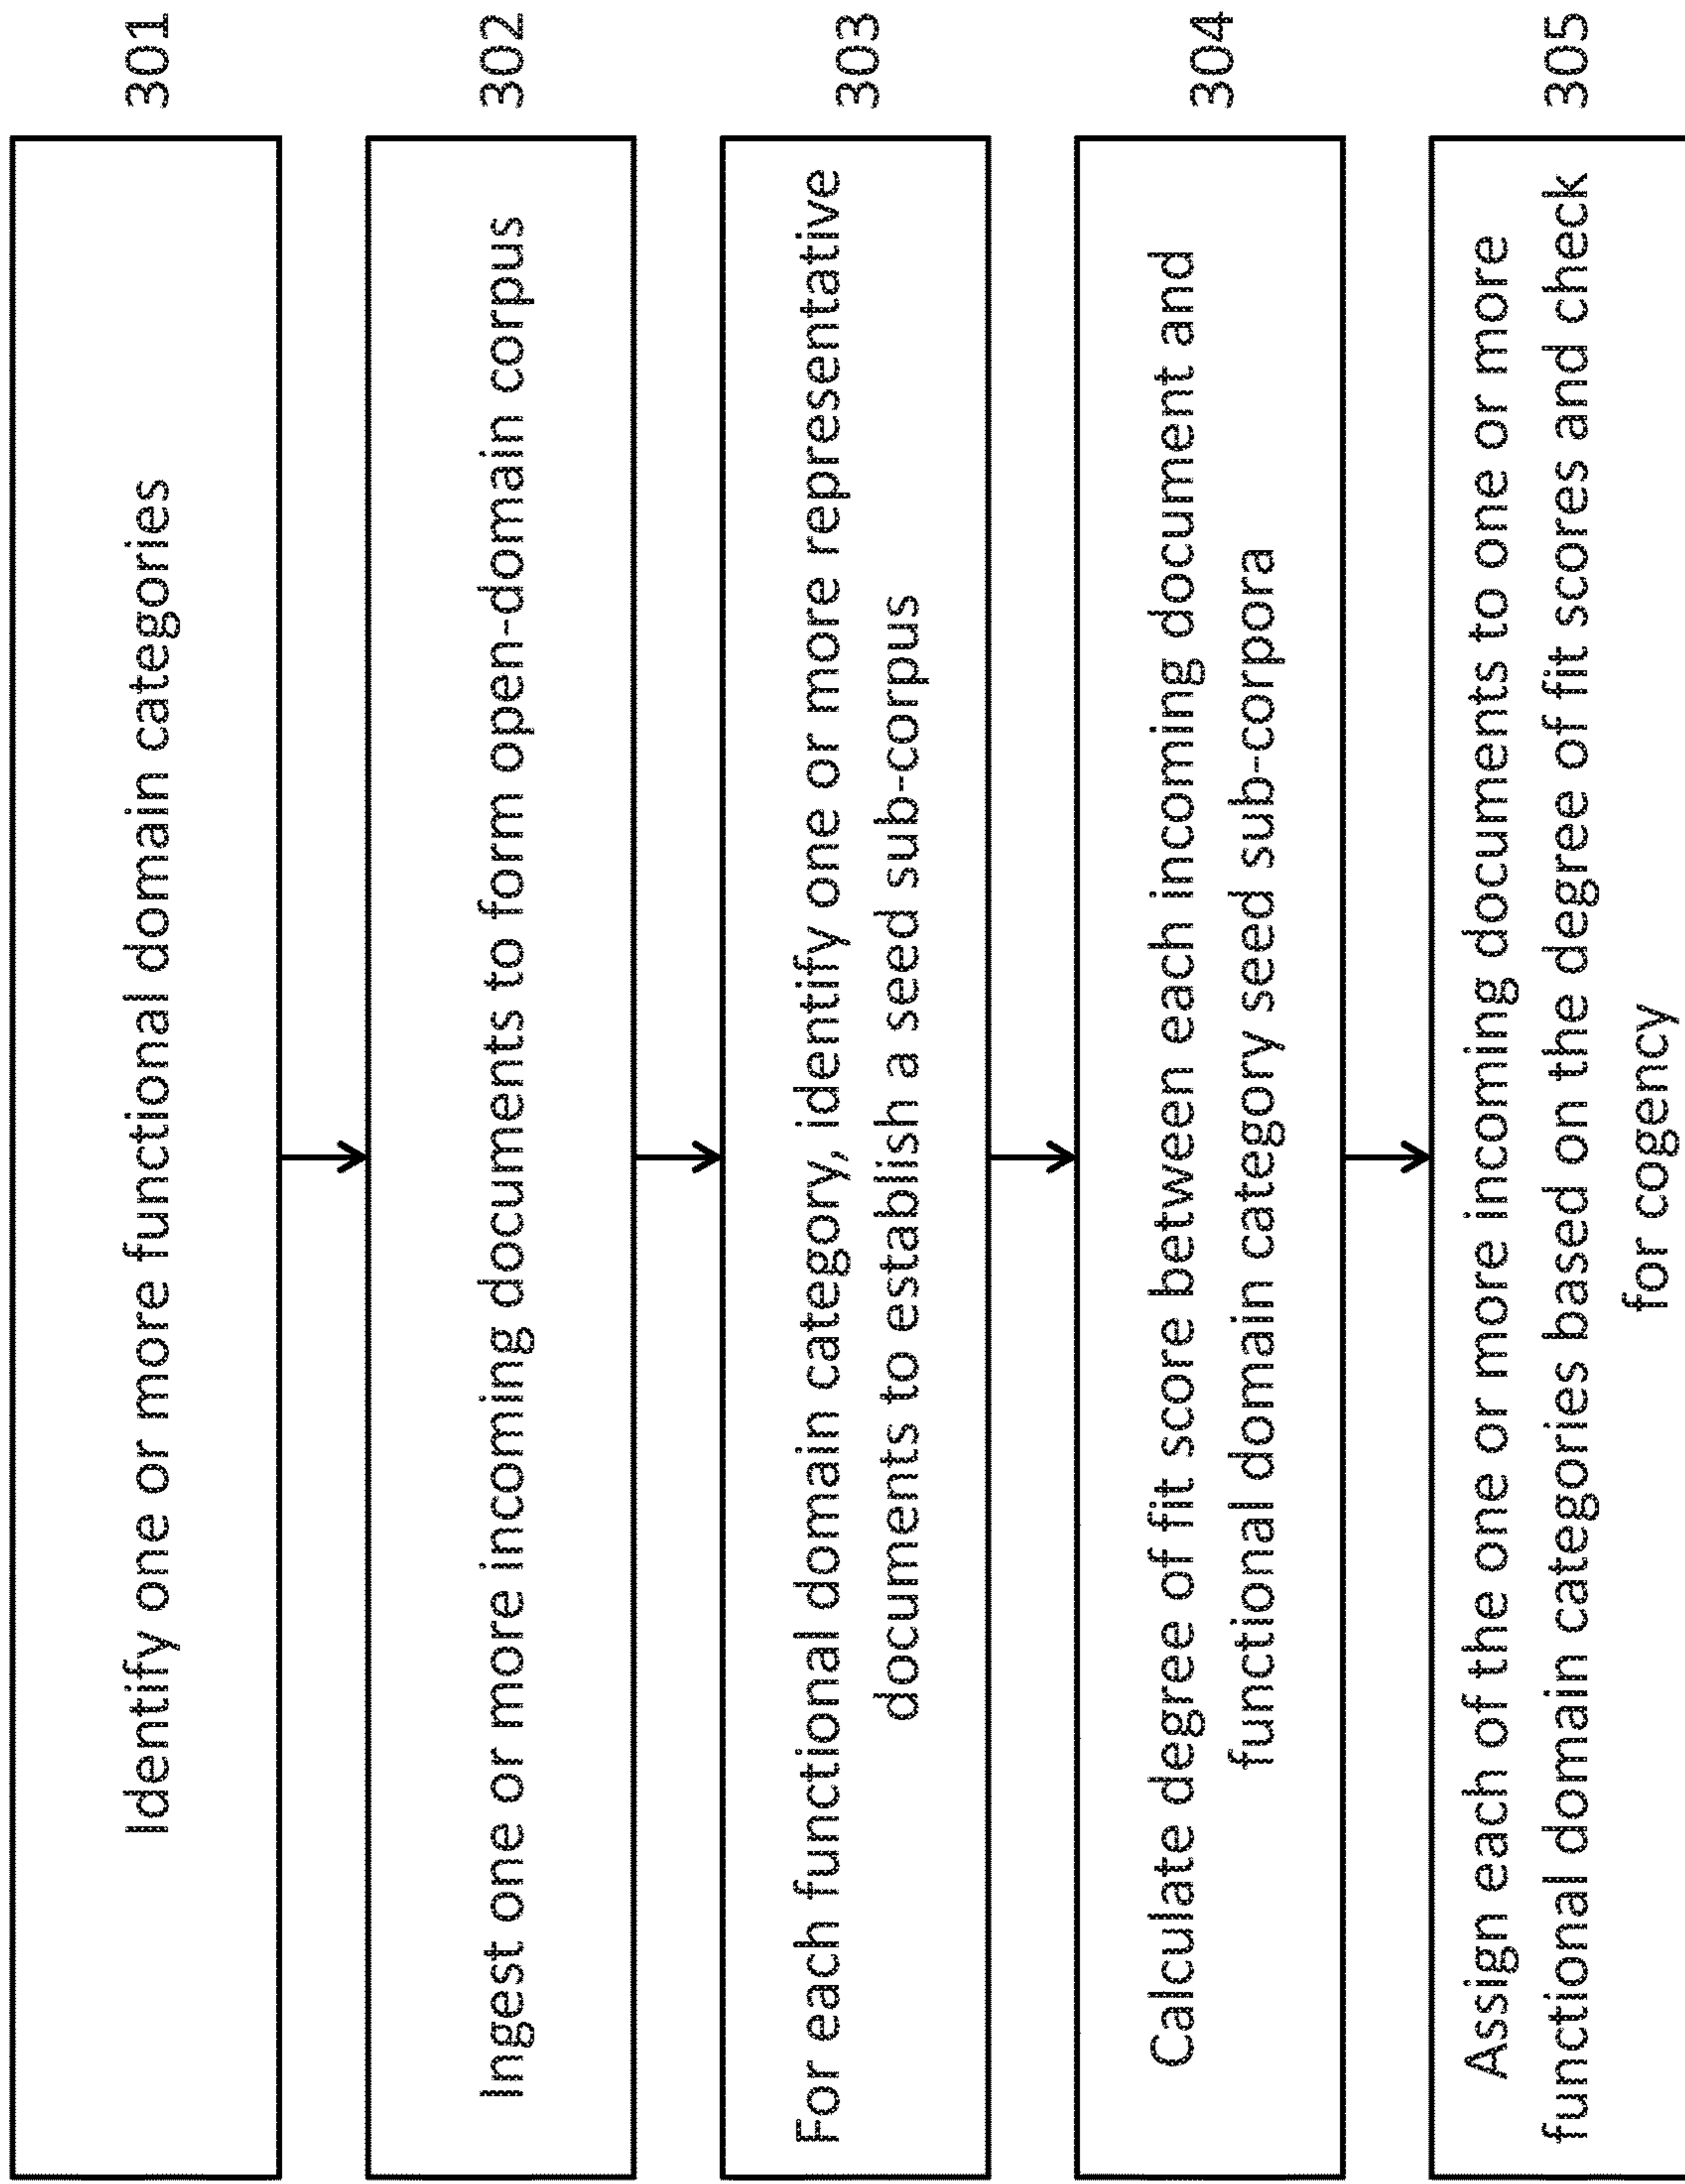 Identify one or more functional domain categories
301
Ingest one or more incoming documents to form open-domain corpus
302
For each functional domain category, identify one or more representative
documents to establish a seed sub-corpus
303
Calculate degree of fit score between each incoming document and
functional domain category seed sub-corpora
304
Assign each of the one or more incoming documents to one or more
functional domain categories based on the degree of fit scores and check
for cogency
305